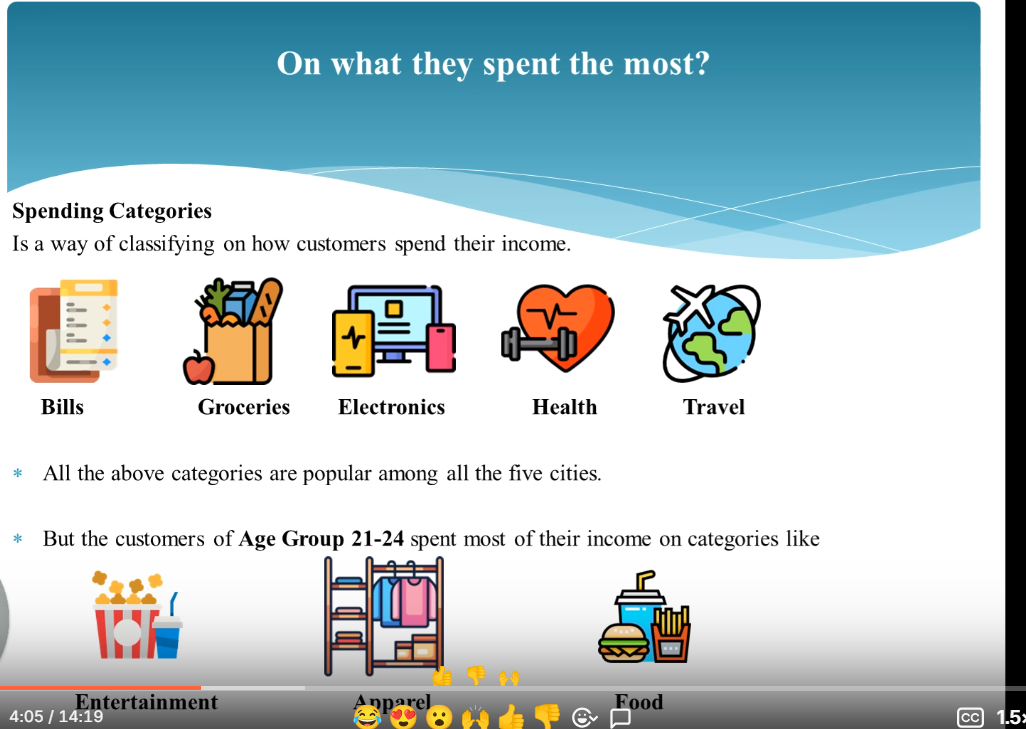 On what they spent the most?
Spending Categories
Is a way of classifying on how customers spend their income.
Bills Groceries Electronics Health Travel
* All the above categories are popular among all the five cities.
* But the customers of Age Group 21-24 spent most of their income on categories like
Entertainment Apparel Food
4:05 / 14:19 CC 1.5×